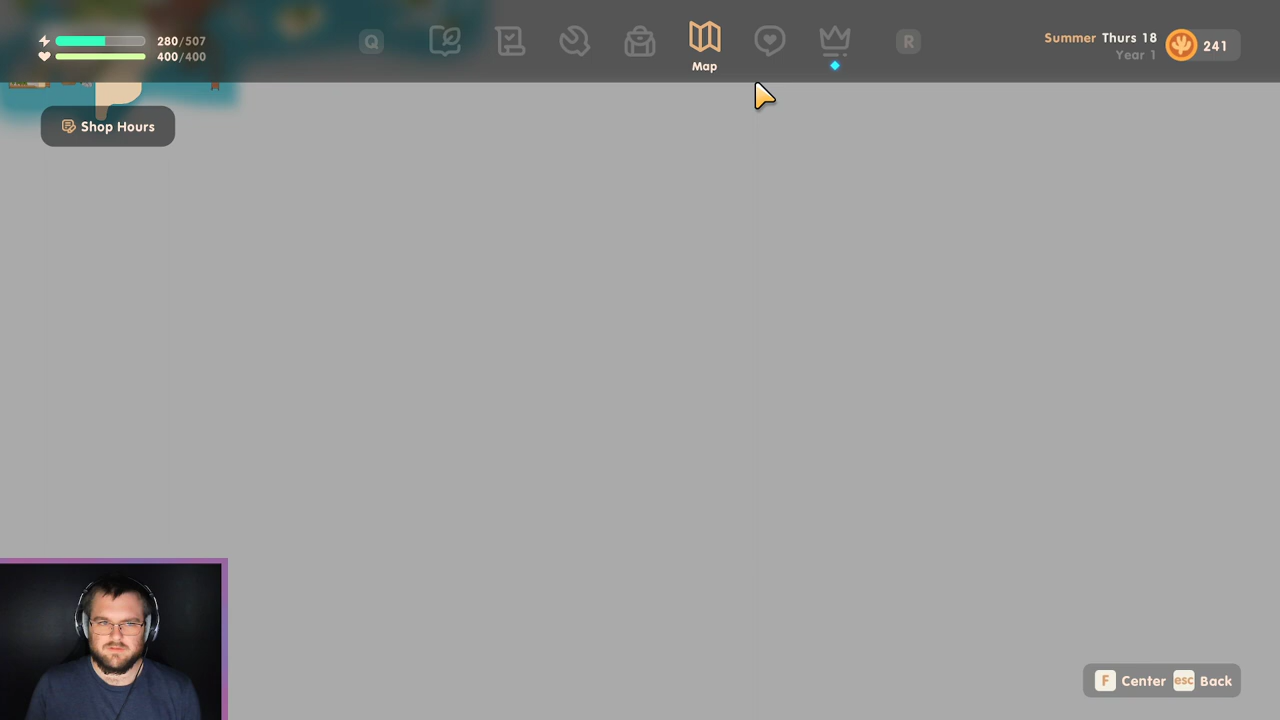 280/507
400/400
Q
Map
R
Summer Thurs 18
Year 1
241
Shop Hours
F Center esc Back